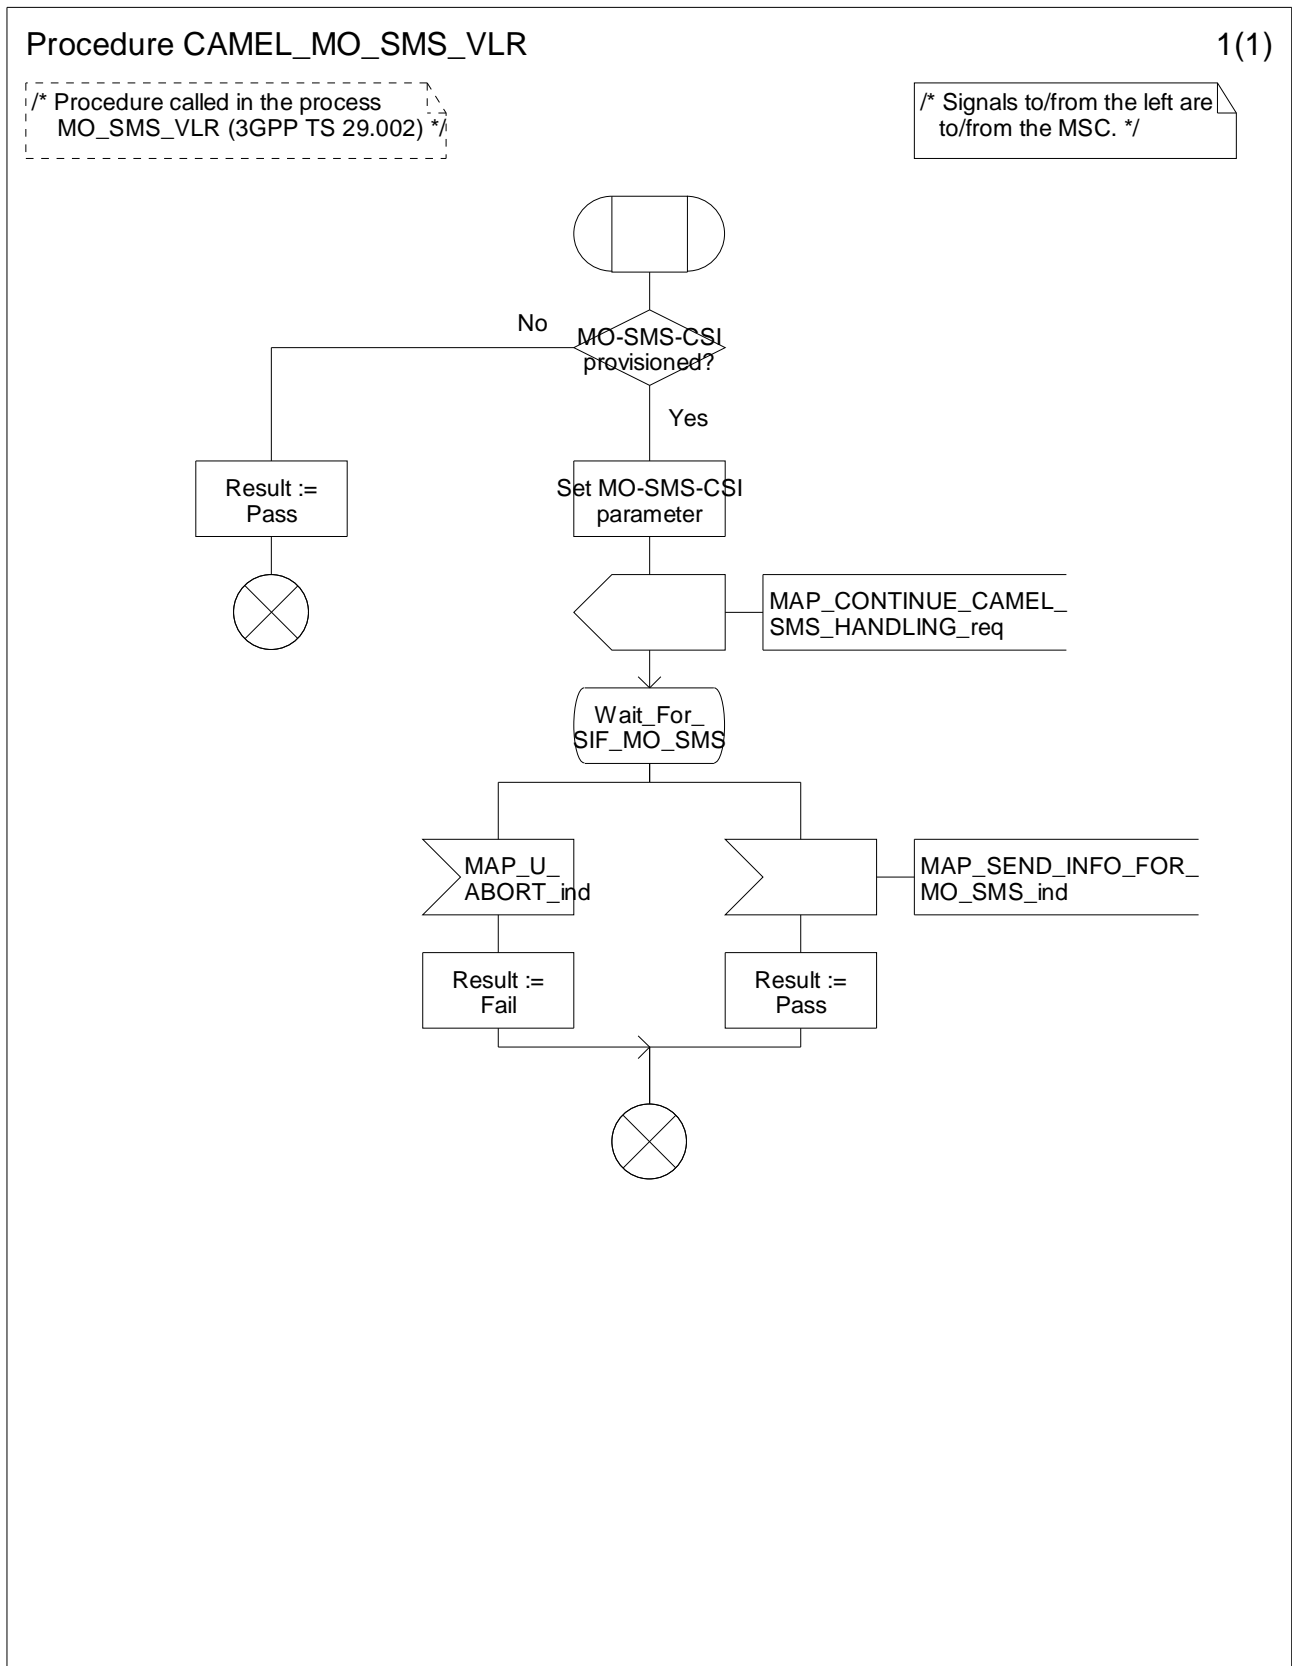 Procedure CAMEL_MO_SMS_VLR
1(1)
/* Procedure called in the process
MO_SMS_VLR (3GPP TS 29.002) */
/* Signals to/from the left are
to/from the MSC. */
No
MO-SMS-CSI
provisioned?
Yes
Result :=
Pass
Set MO-SMS-CSI
parameter
MAP_CONTINUE_CAMEL_
SMS_HANDLING_req
Wait_For_
SIF_MO_SMS
MAP_U_
ABORT_ind
MAP_SEND_INFO_FOR_
MO_SMS_ind
Result :=
Fail
Result :=
Pass